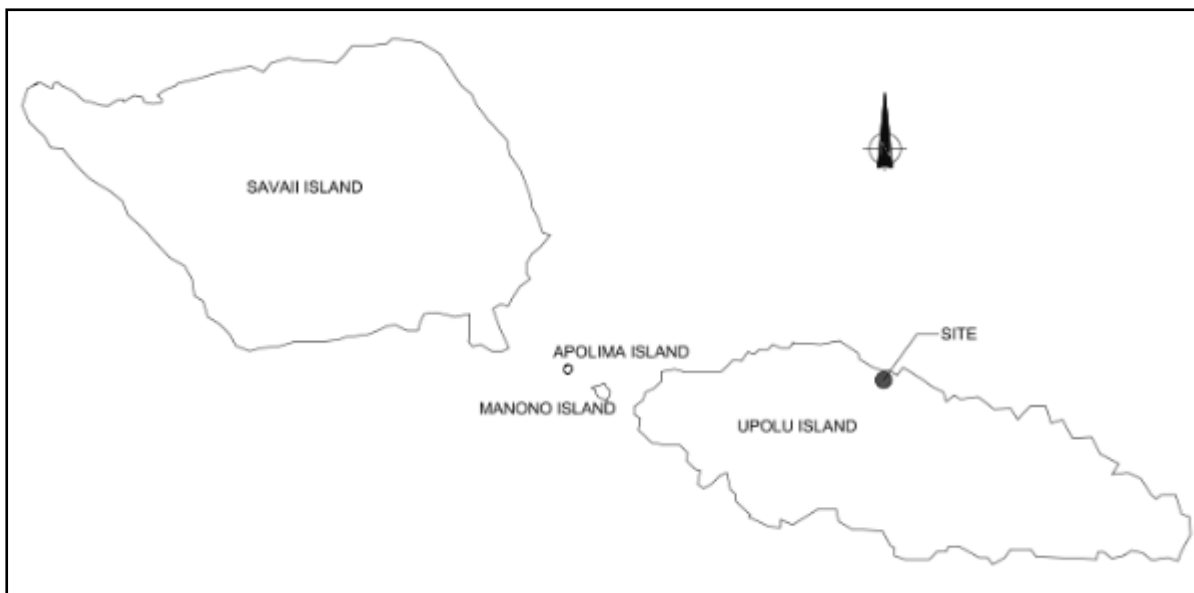 SAVAII ISLAND
SITE
APOLIMA ISLAND
MANONO ISLAND
UPOLU ISLAND